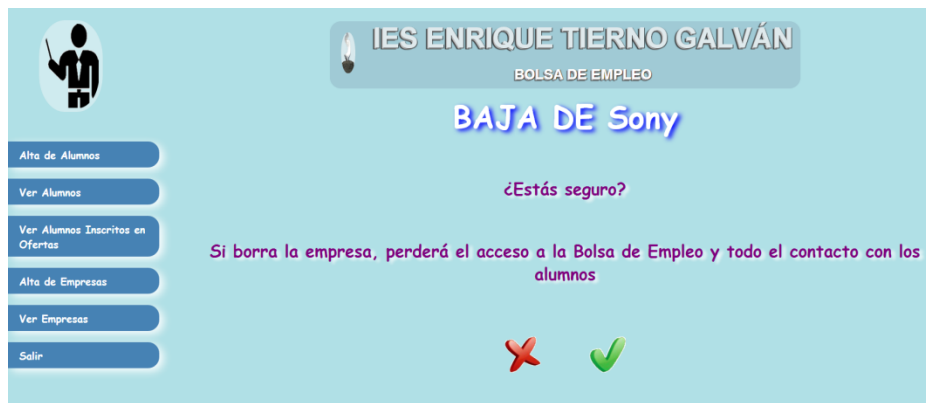 IES ENRIQUE TIERNO GALVÁN
BOLSA DE EMPLEO
BAJA DE Sony
Alta de Alumnos
Ver Alumnos
Ver Alumnos Inscritos en
Ofertas
Alta de Empresas
Ver Empresas
Salir
¿Estás seguro?
Si borra la empresa, perderá el acceso a la Bolsa de Empleo y todo el contacto con los
alumnos